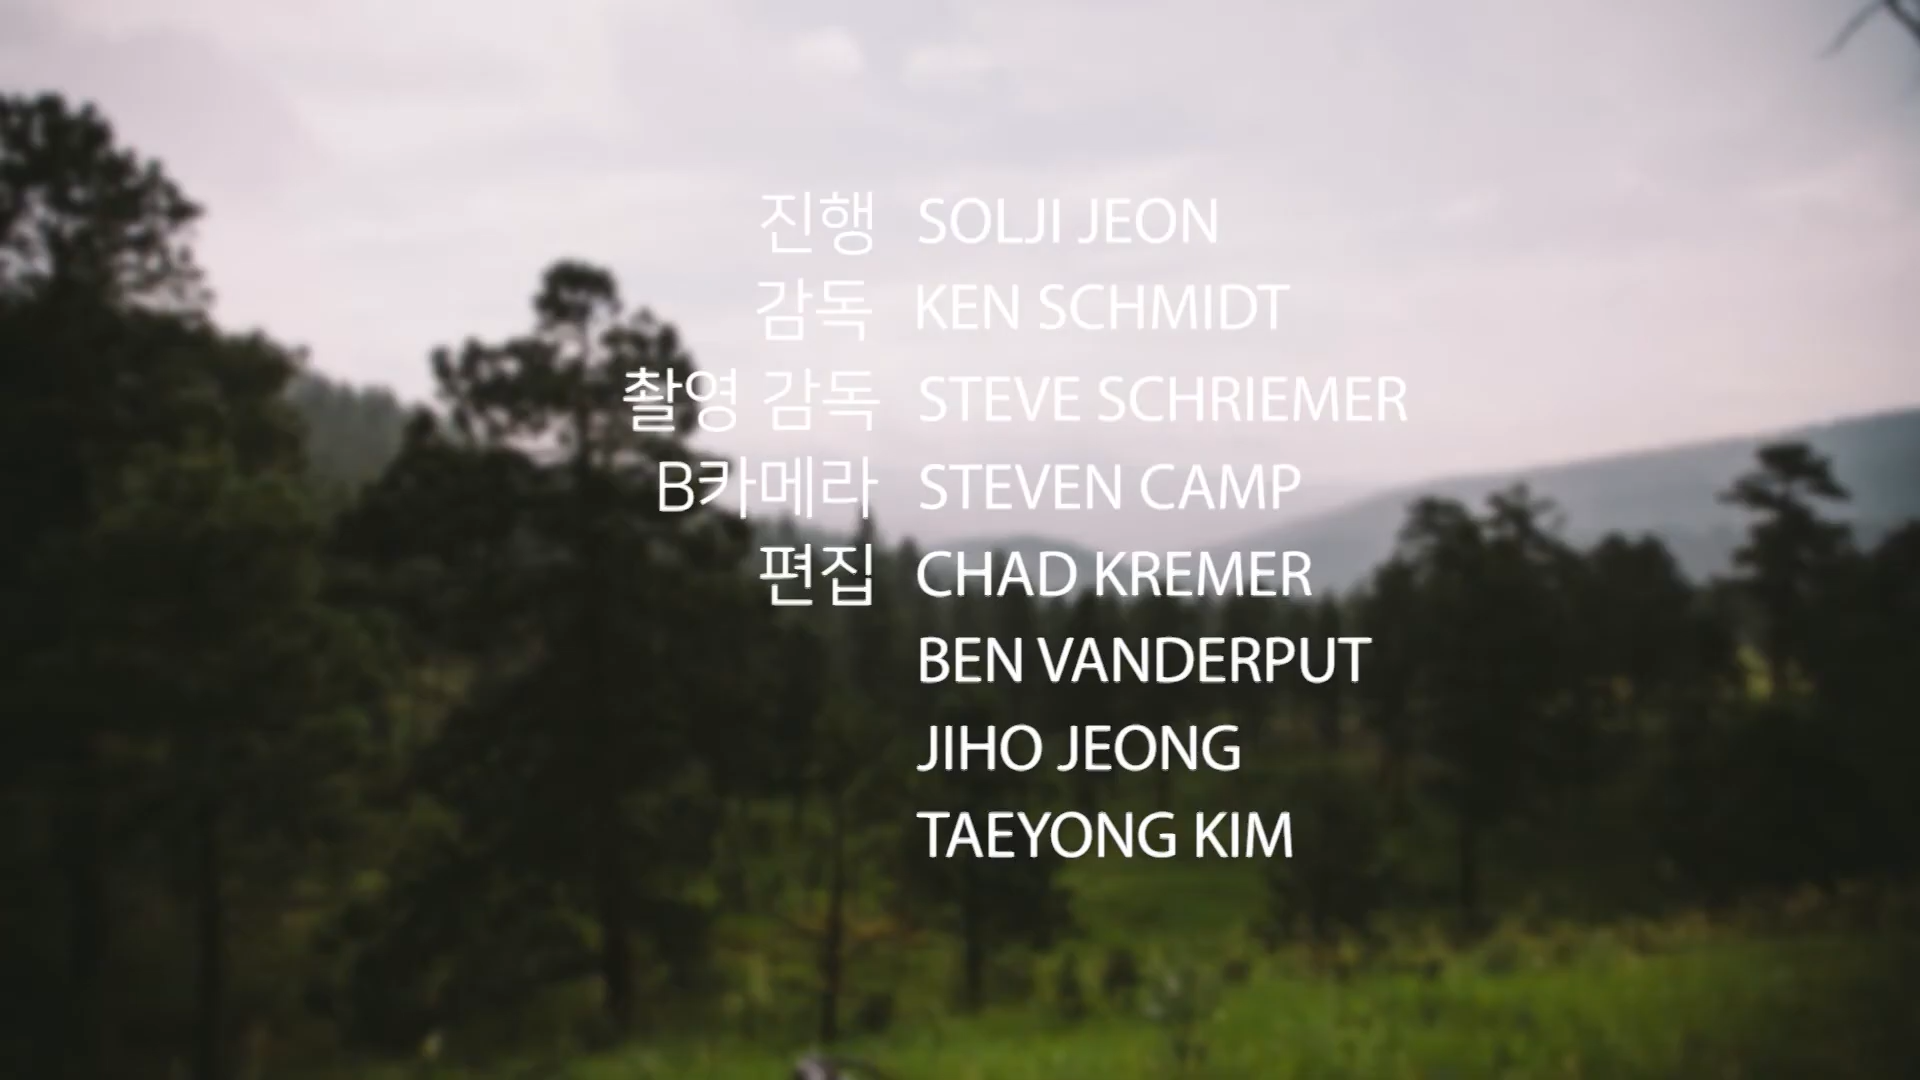 진행 SOLJI JEON
감독 KEN SCHMIDT
촬영 감독 STEVE SCHRIEMER
B카메라 STEVEN CAMP
편집 CHAD KREMER
BEN VANDERPUT
JIHO JEONG
TAEYONG KIM